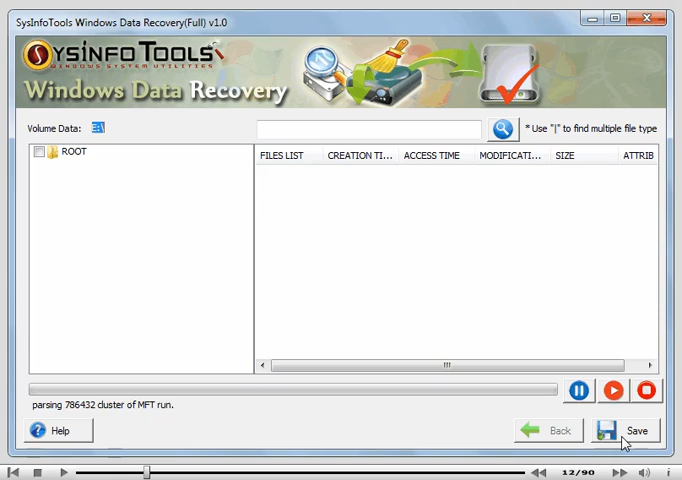 SysInfoTools Windows Data Recovery(Full) v1.0
SYSINFOTOOLS
WINDOWS SYSTEM UTILITIES
Windows Data Recovery
Volume Data: E:\
* Use "|" to find multiple file type
ROOT
FILES LIST CREATION TI... ACCESS TIME MODIFICATI... SIZE ATTRIB
parsing 786432 cluster of MFT run.
Help Back Save
12/90